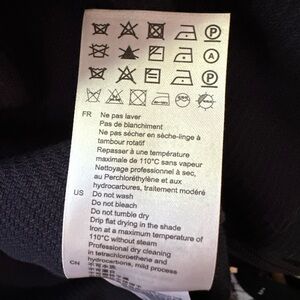 P
A
P
FR Ne pas laver
Pas de blanchiment
Ne pas sécher en sèche-linge à
tambour rotatif
Repasser à une température
maximale de 110°C sans vapeur
Nettoyage professionnel à sec,
au Perchloréthylène et aux
hydrocarbures, traitement modéré
US Do not wash
Do not bleach
Do not tumble dry
Drip flat drying in the shade
Iron at a maximum temperature of
110°C without steam
Professional dry cleaning
in tetrachloroethene and
hydrocarbons, mild process
CN